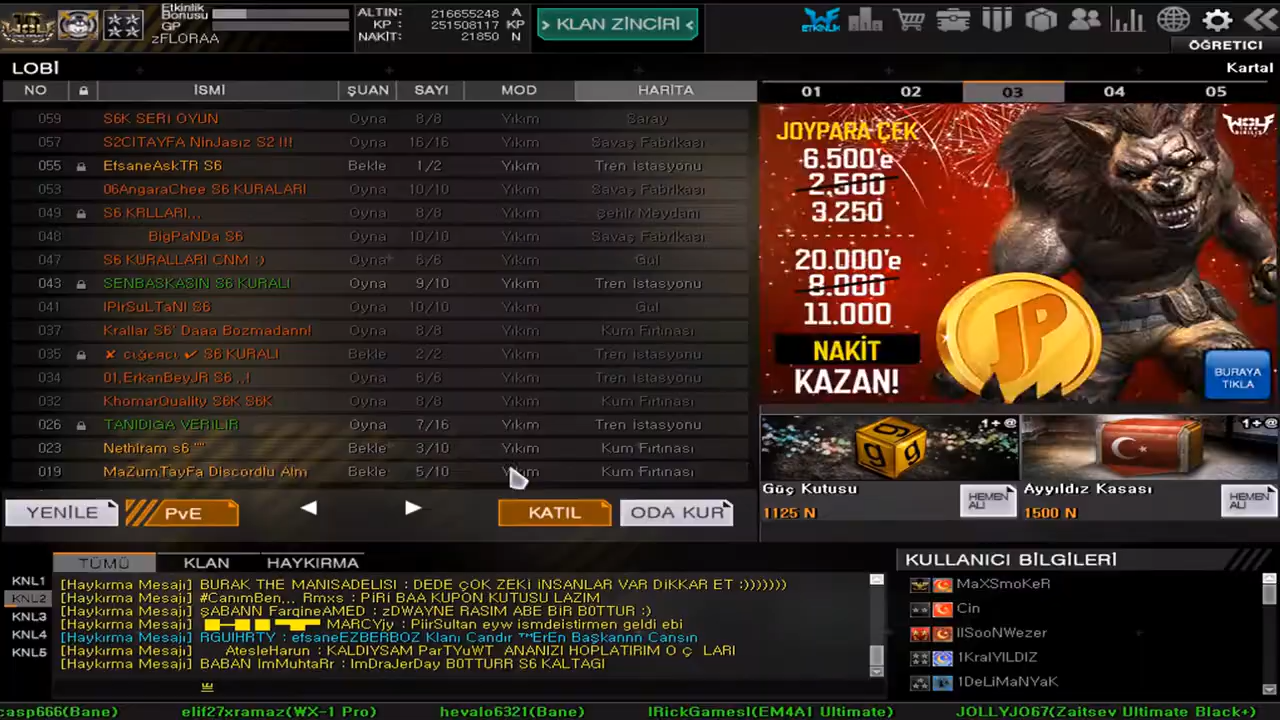 Etkinlik
Bonusu
GP
zFLORAA
ALTIN: 216655248 A
KP : 251508117 KP
NAKİT: 21850 N
> KLAN ZİNCİRİ <
ETKİNLİK
ÖĞRETICI
LOBİ
Kartal
NO ISMI ŞUAN SAYI MOD HARİTA
059 S6K SERI OYUN Oyna 8/8 Yıkım Saray
057 S2CITAYFA NinJasiz S2 !!! Oyna 16/16 Yıkım Savaş Fabrikası
055 EfsaneAskTR S6 Bekle 1/2 Yıkım Tren İstasyonu
053 06AngaraChee S6 KURALARI Oyna 10/10 Yıkım Savaş Fabrikası
049 S6 KRLLARI... Oyna 8/8 Yıkım Şehir Meydanı
048 BigPaNDa S6 Oyna 10/10 Yıkım Savaş Fabrikası
047 S6 KURALLARI CNM :) Oyna 6/6 Yıkım Gul
043 SENBASKASIN S6 KURALI Oyna 9/10 Yıkım Tren İstasyonu
041 IPIrSuLTaNI S6 Oyna 10/10 Yıkım Gul
037 Krallar S6' Daaa Bozmadannl Oyna 8/8 Yıkım Kum Fırtınası
035 ✘ cığericı ✔ S6 KURALI Bekle 2/2 Yıkım Tren İstasyonu
034 01,ErkanBeyJR S6 ..! Oyna 6/6 Yıkım Tren İstasyonu
032 KhomarQuality S6K S6K Oyna 8/8 Yıkım Kum Fırtınası
026 TANIDIGA VERILIR Oyna 7/16 Yıkım Tren İstasyonu
023 Nethiram s6 "" Bekle 3/10 Yıkım Kum Fırtınası
019 MaZumTayFa Discordlu Alm Bekle 5/10 Yıkım Kum Fırtınası
YENİLE PvE KATIL ODA KUR
01 02 03 04 05
JOYPARA ÇEK
6.500'e
2,500
3.250
20.000'e
8.000
11.000
NAKİT
KAZAN!
WOLF
JP
BURAYA
TIKLA
1+@
Güç Kutusu
1125 N
HEMEN
AL!
1+@
Ayyıldız Kasası
1500 N
HEMEN
AL!
TÜMÜ KLAN HAYKIRMA
KNL1
KNL2
KNL3
KNL4
KNL5
[Haykırma Mesajı] BURAK THE MANISADELISI : DEDE ÇOK ZEKİ İNSANLAR VAR DİKKAR ET :)))))))
[Haykırma Mesajı] #CanımBen,.. Rmxs : PiRi BAA KUPON KUTUSU LAZIM
[Haykırma Mesajı] ŞABANN FarqineAMED : zDWAYNE RASIM ABE BİR B0TTUR :)
[Haykırma Mesajı] MARCYjy : PiirSultan eyw ismdeistirmen geldi ebi
[Haykırma Mesajı] RGUIHRTY : efsaneEZBERBOZ Klanı Candır ™ErEn Başkannn Cansın
[Haykırma Mesajı] AtesleHarun : KALDIYSAM ParTYuWT ANANIZI HOPLATIRIM O ç LARI
[Haykırma Mesajı] BABAN ImMuhtaRr : ImDraJerDay B0TTURR S6 KALTAGI
KULLANICI BİLGİLERİ
MaXSmoKeR
Cin
IISooNWezer
1KralYILDIZ
1DeLiMaNYaK
casp666(Bane) elif27xramaz(WX-1 Pro) hevalo6321(Bane) IRickGamesI(EM4A1 Ultimate) JOLLYJO67(Zaitsev Ultimate Black+)